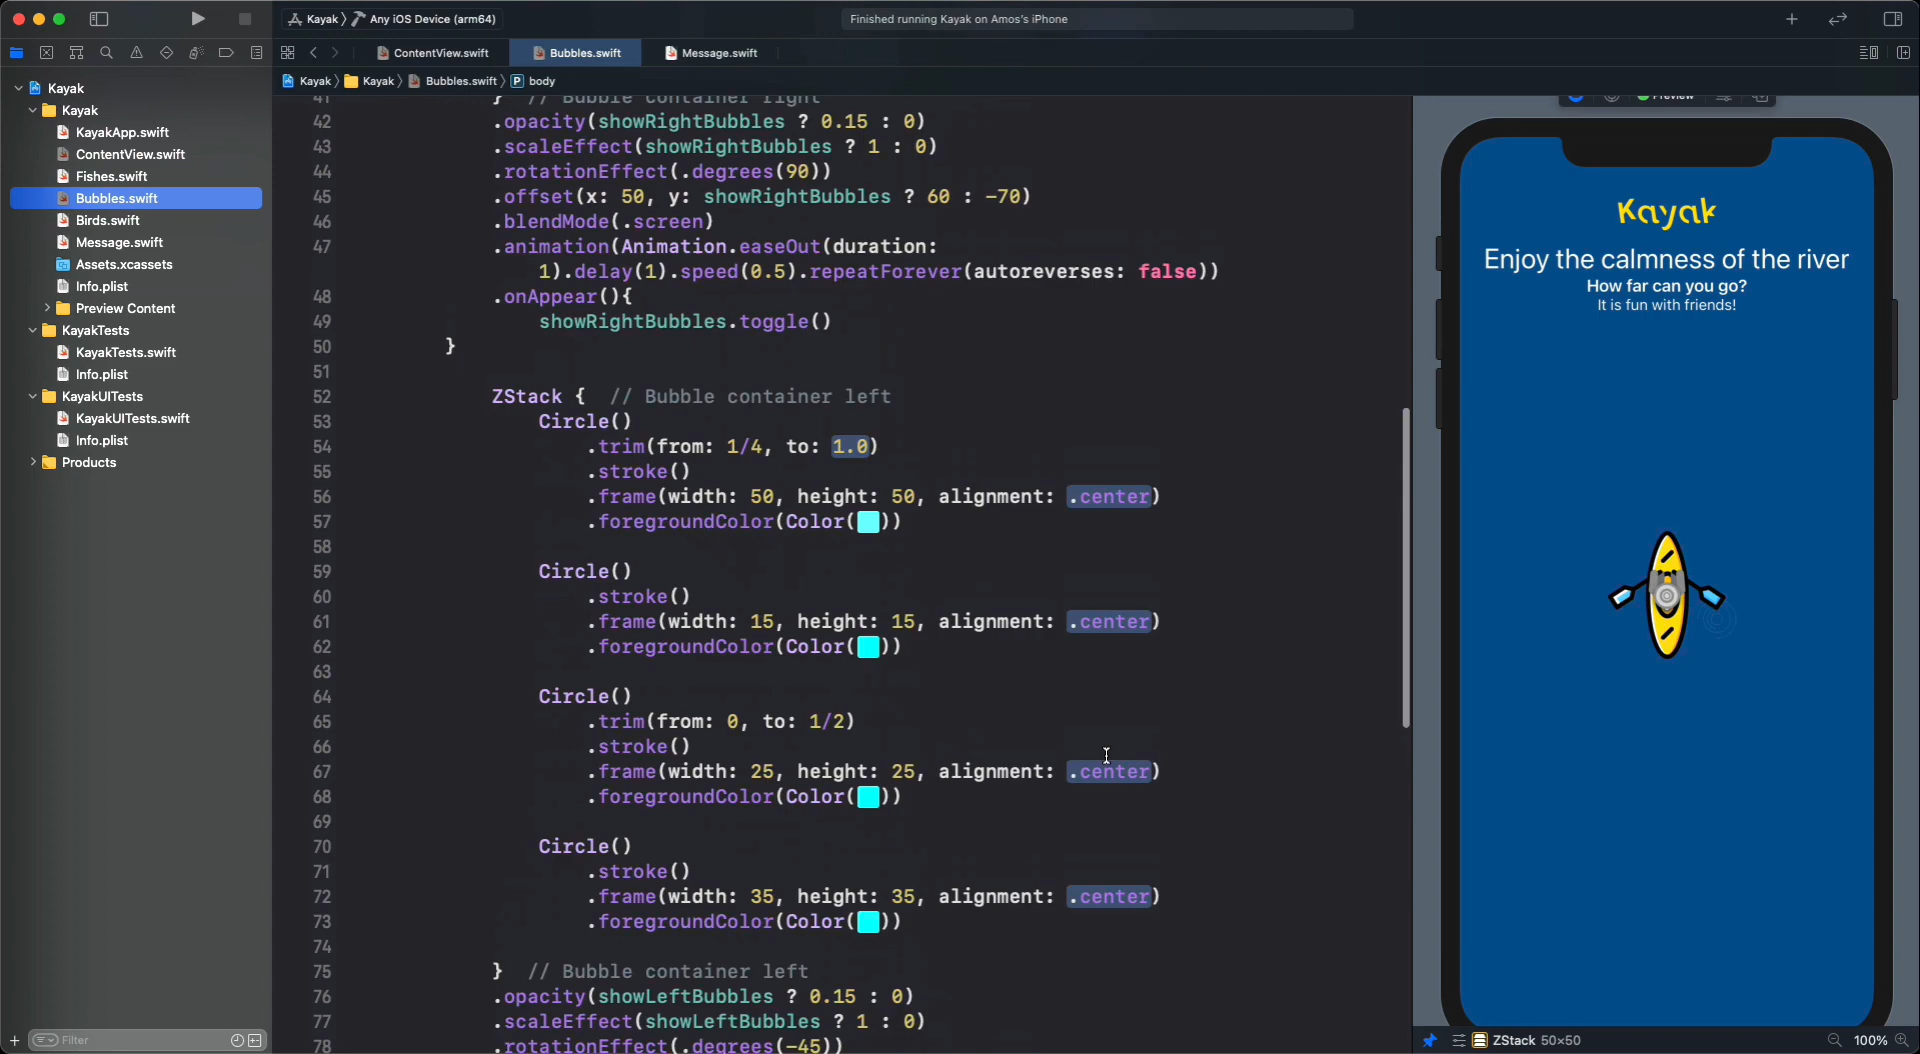 Kayak
Any iOS Device (arm64)
Finished running Kayak on Amos's iPhone
ContentView.swift
Bubbles.swift
Message.swift
Kayak
Kayak
Bubbles.swift
P
body
Kayak
Kayak
KayakApp.swift
ContentView.swift
Fishes.swift
Bubbles.swift
Birds.swift
Message.swift
Assets.xcassets
Info.plist
Preview Content
KayakTests
KayakTests.swift
Info.plist
KayakUITests
KayakUITests.swift
Info.plist
Products
Filter
41 } // Bubble container right
42 .opacity(showRightBubbles ? 0.15 : 0)
43 .scaleEffect(showRightBubbles ? 1 : 0)
44 .rotationEffect(.degrees(90))
45 .offset(x: 50, y: showRightBubbles ? 60 : -70)
46 .blendMode(.screen)
47 .animation(Animation.easeOut(duration:
1).delay(1).speed(0.5).repeatForever(autoreverses: false))
48 .onAppear(){
49 showRightBubbles.toggle()
50 }
51
52 ZStack { // Bubble container left
53 Circle()
54 .trim(from: 1/4, to: 1.0)
55 .stroke()
56 .frame(width: 50, height: 50, alignment: .center)
57 .foregroundColor(Color( ))
58
59 Circle()
60 .stroke()
61 .frame(width: 15, height: 15, alignment: .center)
62 .foregroundColor(Color( ))
63
64 Circle()
65 .trim(from: 0, to: 1/2)
66 .stroke()
67 .frame(width: 25, height: 25, alignment: .center)
68 .foregroundColor(Color( ))
69
70 Circle()
71 .stroke()
72 .frame(width: 35, height: 35, alignment: .center)
73 .foregroundColor(Color( ))
74
75 } // Bubble container left
76 .opacity(showLeftBubbles ? 0.15 : 0)
77 .scaleEffect(showLeftBubbles ? 1 : 0)
78 .rotationEffect(.degrees(-45))
Preview
Kayak
Enjoy the calmness of the river
How far can you go?
It is fun with friends!
ZStack 50×50
100%